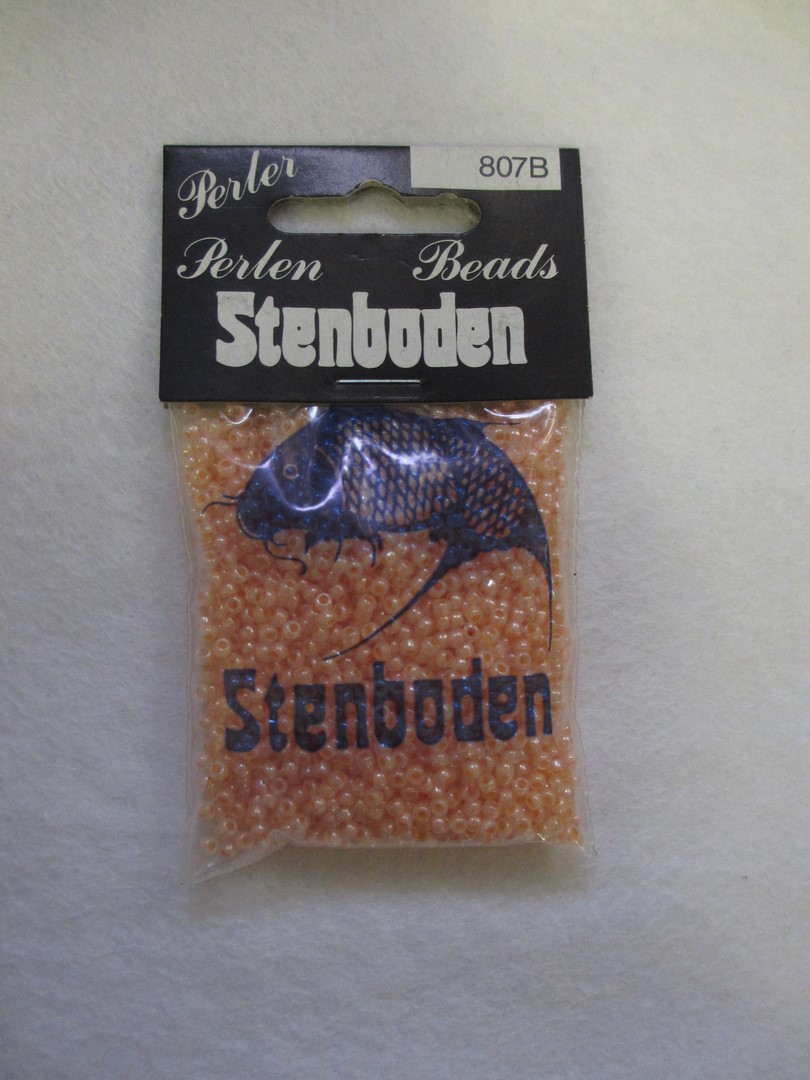 807B
Perler
Perlen Beads
Stenboden
Stenboden